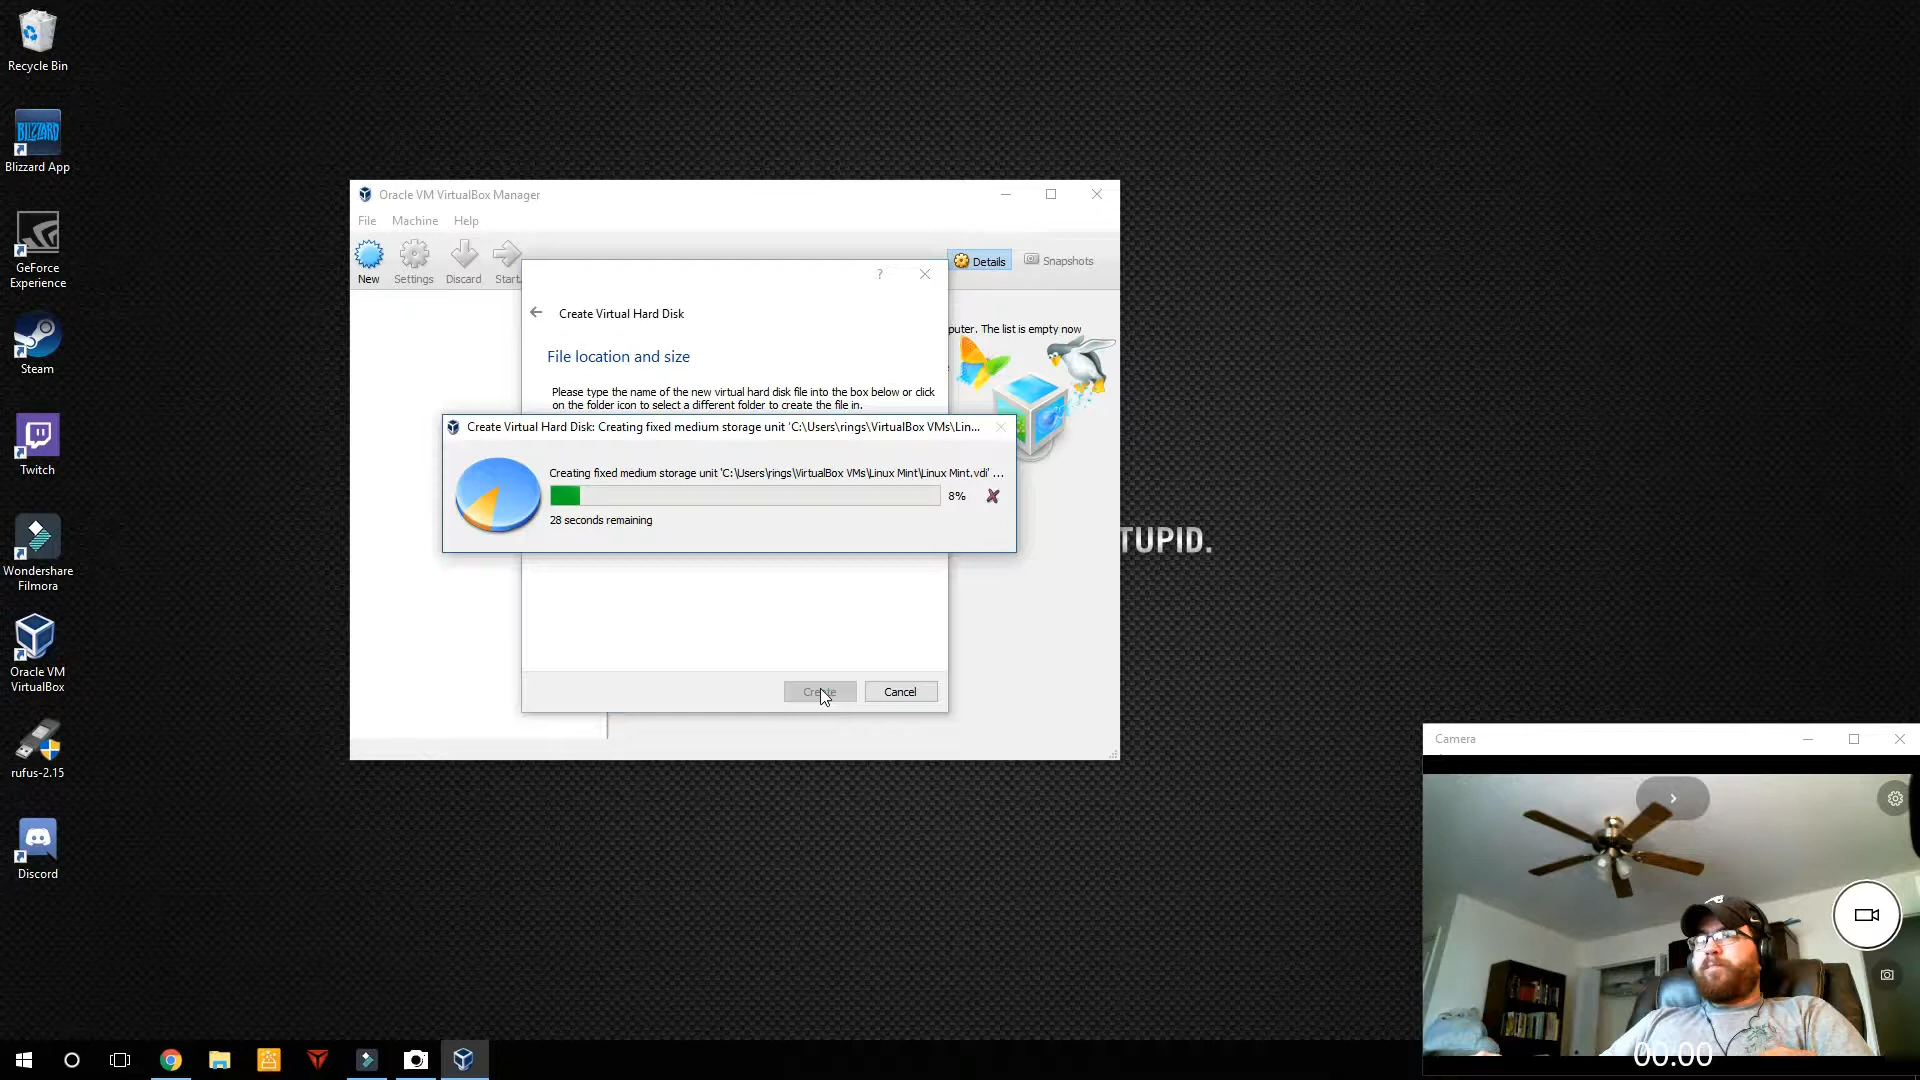 Recycle Bin
BLIZZARD
Blizzard App
GeForce
Experience
Steam
Twitch
Wondershare
Filmora
Oracle VM
VirtualBox
rufus-2.15
Discord
Oracle VM VirtualBox Manager
File
Machine
Help
New
Settings
Discard
Start
Details
Snapshots
?
Create Virtual Hard Disk
puter. The list is empty now
File location and size
Please type the name of the new virtual hard disk file into the box below or click
on the folder icon to select a different folder to create the file in.
Create Virtual Hard Disk: Creating fixed medium storage unit 'C:\Users\rings\VirtualBox VMs\Lin...
Creating fixed medium storage unit 'C:\Users\rings\VirtualBox VMs\Linux Mint\Linux Mint.vdi' ...
8%
28 seconds remaining
TUPID.
Create
Cancel
Camera
00:00